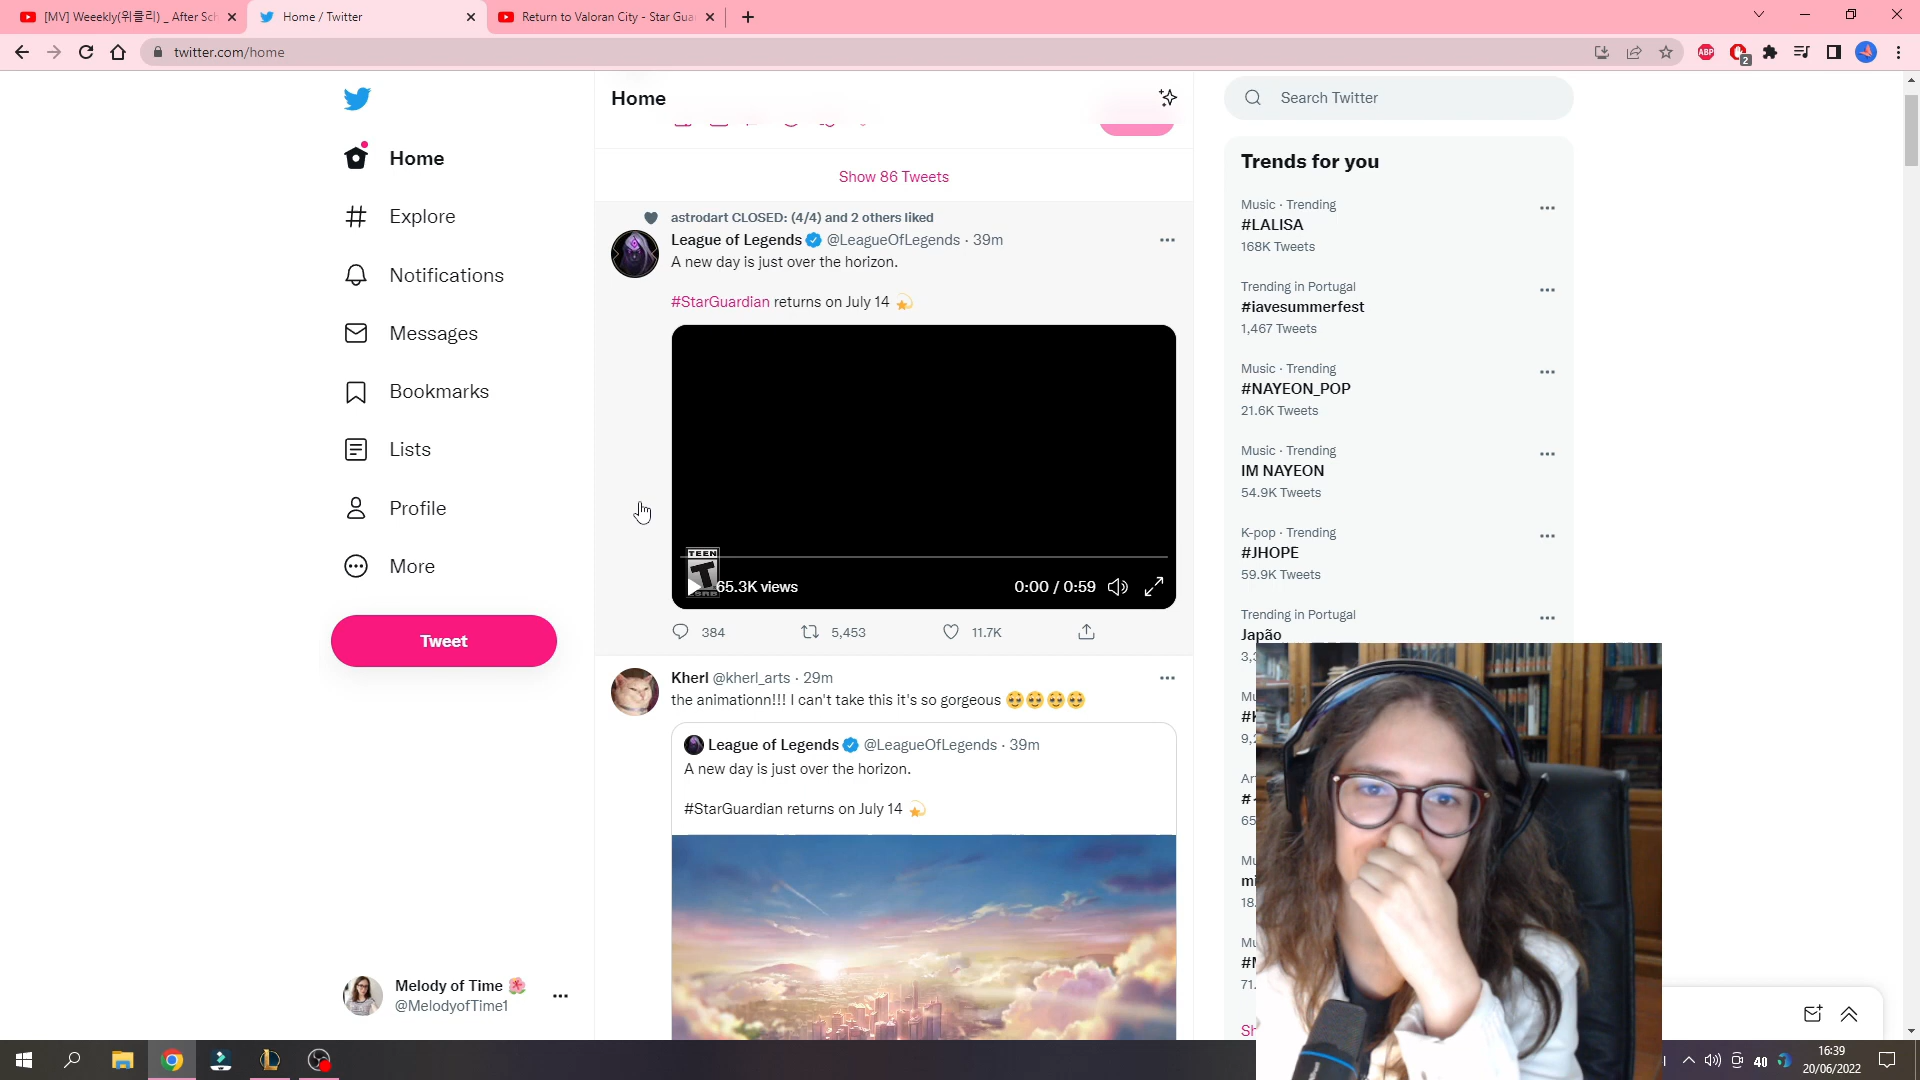 [MV] Weeekly(위클리) _ After Sch
Home / Twitter
Return to Valoran City - Star Gua
twitter.com/home
ABP
2
Home
Explore
Notifications
Messages
Bookmarks
Lists
Profile
More
Tweet
Melody of Time 🌺
@MelodyofTime1
Home
Show 86 Tweets
astrodart CLOSED: (4/4) and 2 others liked
League of Legends @LeagueOfLegends · 39m
A new day is just over the horizon.
#StarGuardian returns on July 14 💫
TEEN
T
ESRB
65.3K views
0:00 / 0:59
384
5,453
11.7K
Kherl @kherl_arts · 29m
the animationn!!! I can't take this it's so gorgeous 🥹🥹🥹🥹
League of Legends @LeagueOfLegends · 39m
A new day is just over the horizon.
#StarGuardian returns on July 14 💫
Search Twitter
Trends for you
Music · Trending
#LALISA
168K Tweets
Trending in Portugal
#iavesummerfest
1,467 Tweets
Music · Trending
#NAYEON_POP
21.6K Tweets
Music · Trending
IM NAYEON
54.9K Tweets
K-pop · Trending
#JHOPE
59.9K Tweets
Trending in Portugal
Japão
40
16:39
20/06/2022